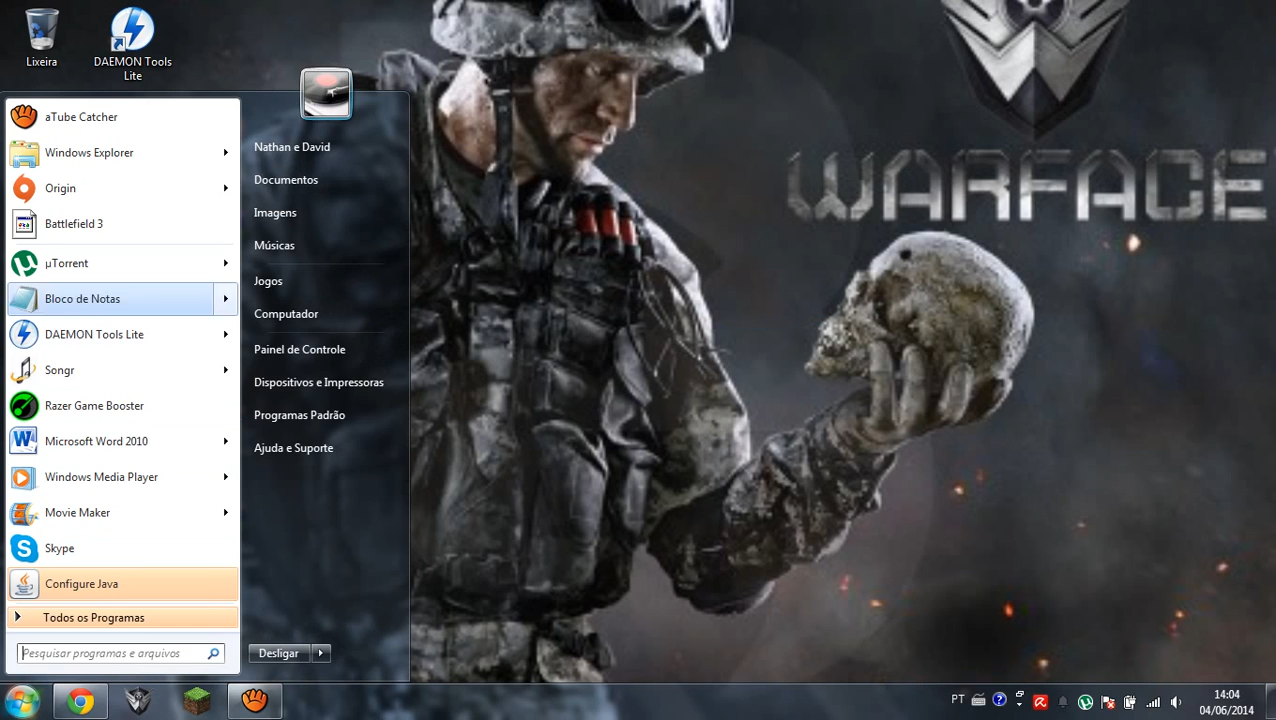 Lixeira
DAEMON Tools
Lite
aTube Catcher
Windows Explorer
Origin
Battlefield 3
µTorrent
Bloco de Notas
DAEMON Tools Lite
Songr
Razer Game Booster
Microsoft Word 2010
Windows Media Player
Movie Maker
Skype
Configure Java
Todos os Programas
Pesquisar programas e arquivos
Nathan e David
Documentos
Imagens
Músicas
Jogos
Computador
Painel de Controle
Dispositivos e Impressoras
Programas Padrão
Ajuda e Suporte
Desligar
WARFACE
PT
14:04
04/06/2014